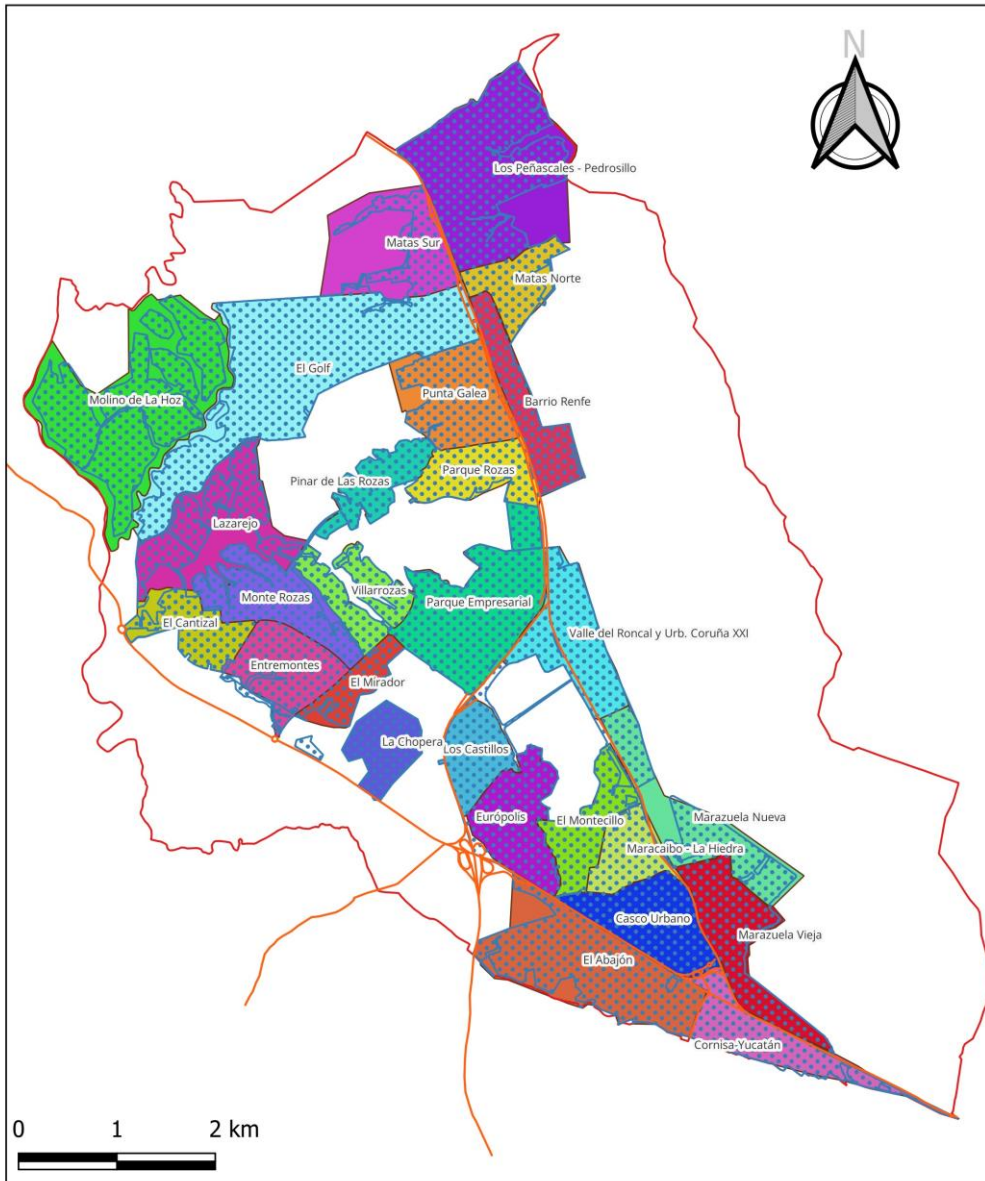 N
Los Peñascales - Pedrosillo
Matas Sur
Matas Norte
El Golf
Punta Galea
Molino de La Hoz
Barrio Renfe
Parque Rozas
Pinar de Las Rozas
Lazarejo
Villarrozas
Monte Rozas
Parque Empresarial
El Cantizal
Valle del Roncal y Urb. Coruña XXI
Entremontes
El Mirador
La Chopera
Los Castillos
Európolis
El Montecillo
Marazuela Nueva
Maracaibo - La Hiedra
Casco Urbano
Marazuela Vieja
El Abajón
Cornisa-Yucatán
0 1 2 km